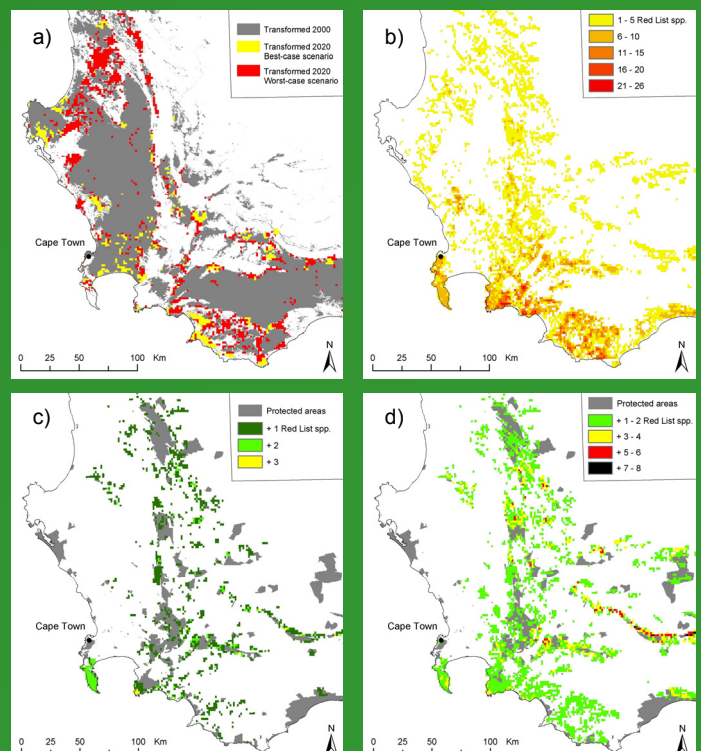 a)
Transformed 2000
Transformed 2020
Best-case scenario
Transformed 2020
Worst-case scenario
Cape Town
0 25 50 100 Km
N
b)
1 - 5 Red List spp.
6 - 10
11 - 15
16 - 20
21 - 26
Cape Town
0 25 50 100 Km
N
c)
Protected areas
+ 1 Red List spp.
+ 2
+ 3
Cape Town
0 25 50 100 Km
N
d)
Protected areas
+ 1 - 2 Red List spp.
+ 3 - 4
+ 5 - 6
+ 7 - 8
Cape Town
0 25 50 100 Km
N